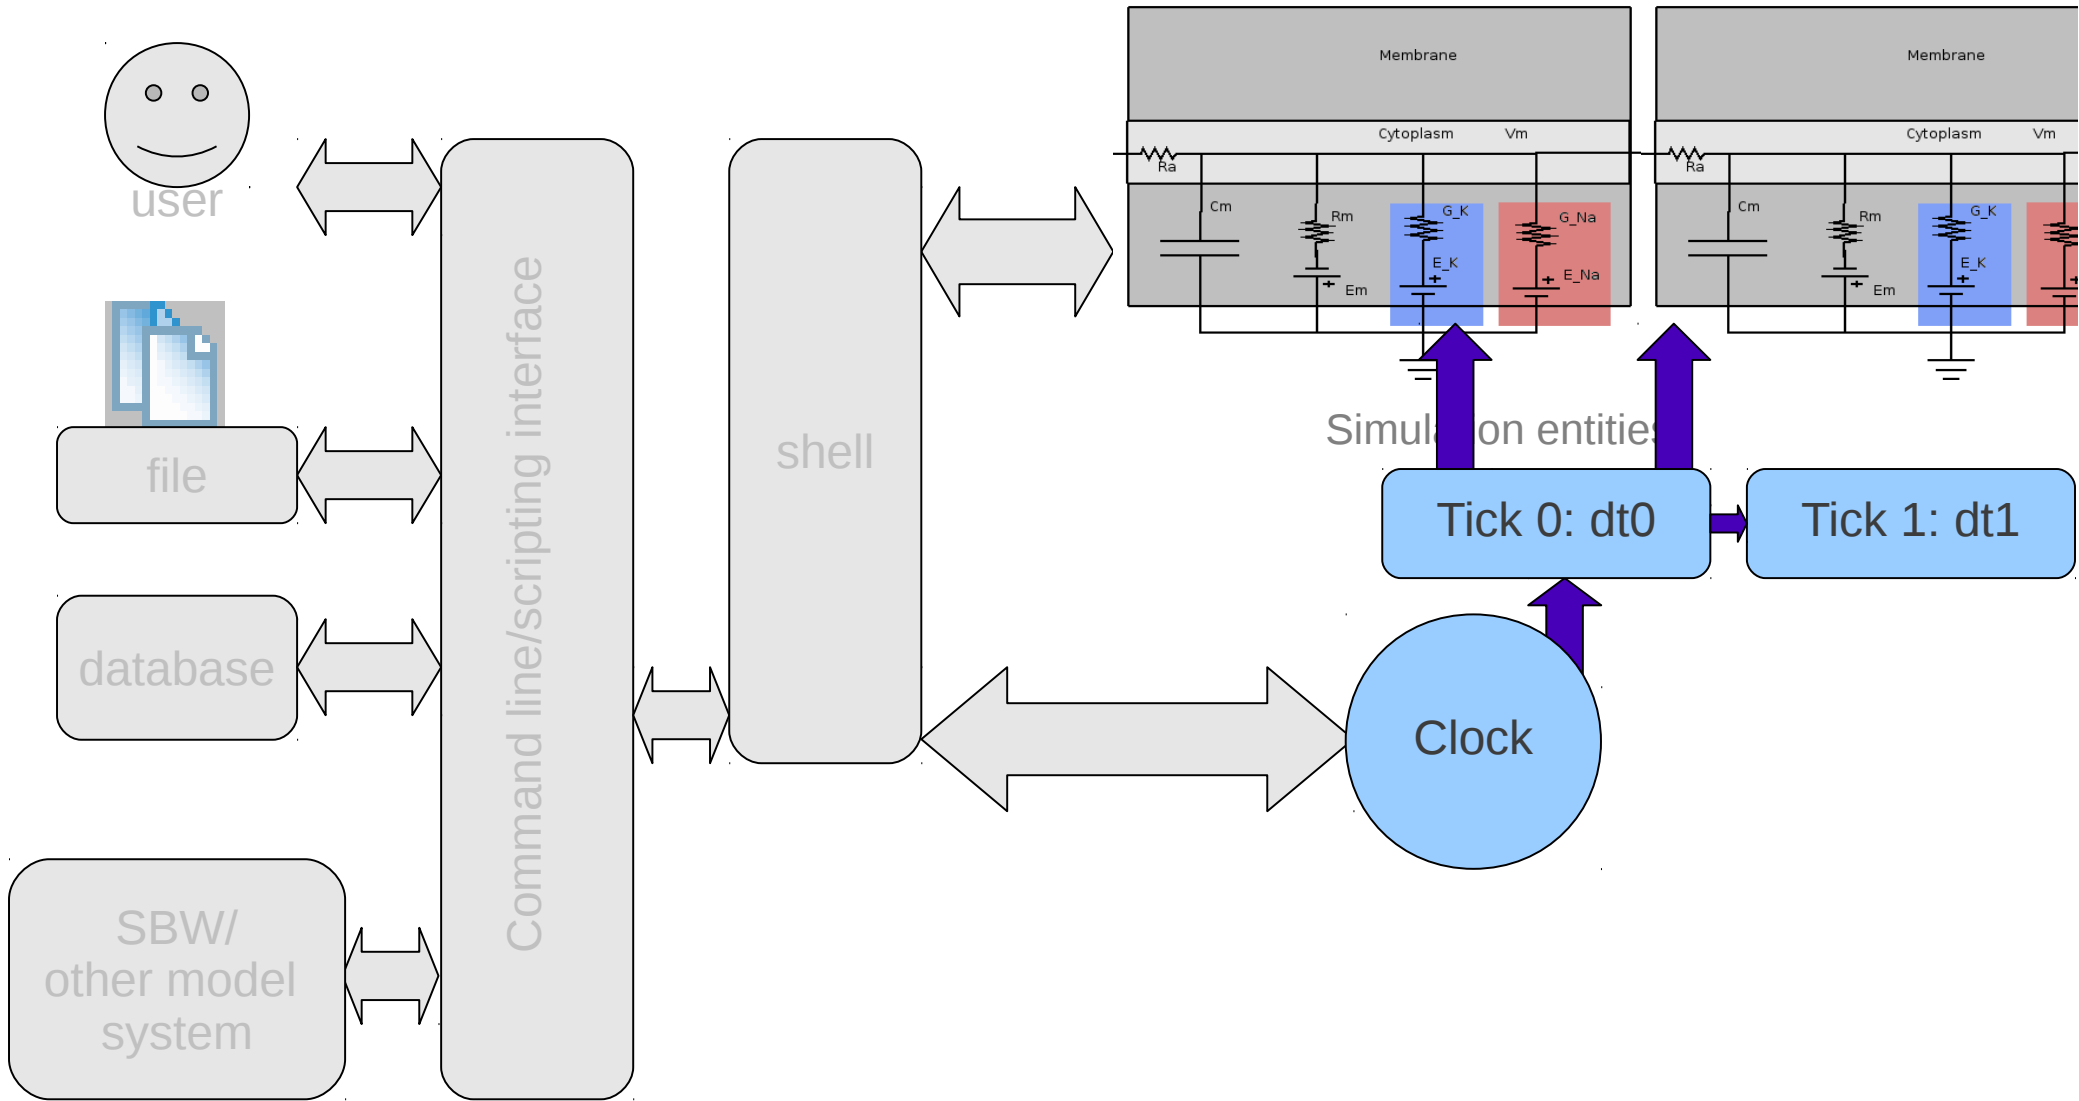 user
file
database
SBW/
other model
system
Command line/scripting interface
shell
Membrane
Cytoplasm Vm
Ra
Cm
Rm
Em
G_K
E_K
G_Na
E_Na
Membrane
Cytoplasm Vm
Ra
Cm
Rm
Em
G_K
E_K
Simulation entities
Tick 0: dt0
Tick 1: dt1
Clock